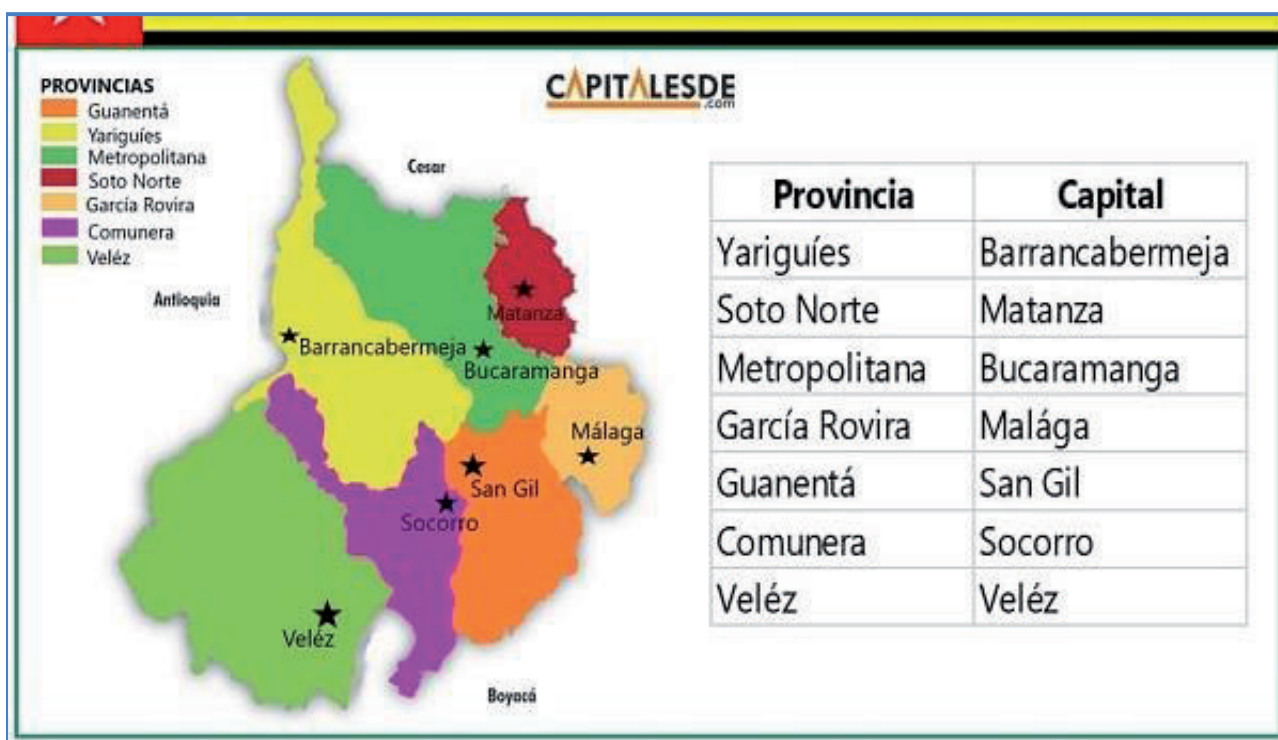 CAPITALESDE
.com
PROVINCIAS
Guanentá
Yariguíes
Metropolitana
Soto Norte
García Rovira
Comunera
Veléz
Cesar
Antioquia
Matanza
Barrancabermeja
Bucaramanga
Málaga
San Gil
Socorro
Veléz
Boyacá
Provincia Capital
Yariguíes Barrancabermeja
Soto Norte Matanza
Metropolitana Bucaramanga
García Rovira Malága
Guanentá San Gil
Comunera Socorro
Veléz Veléz